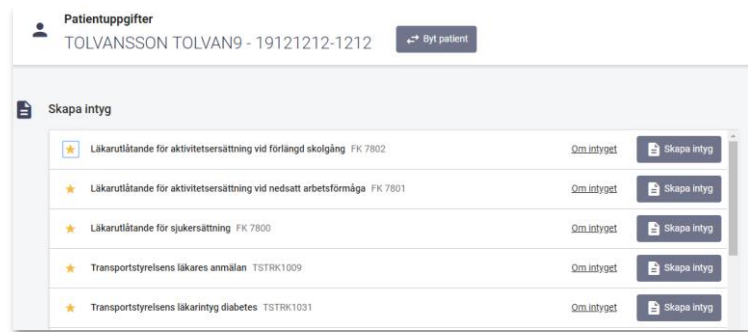 Patientuppgifter
TOLVANSSON TOLVAN9 - 19121212-1212 Byt patient
Skapa intyg
Läkarutlåtande för aktivitetsersättning vid förlängd skolgång FK 7802 Om intyget Skapa intyg
Läkarutlåtande för aktivitetsersättning vid nedsatt arbetsförmåga FK 7801 Om intyget Skapa intyg
Läkarutlåtande för sjukersättning FK 7800 Om intyget Skapa intyg
Transportstyrelsens läkares anmälan TSTRK1009 Om intyget Skapa intyg
Transportstyrelsens läkarintyg diabetes TSTRK1031 Om intyget Skapa intyg